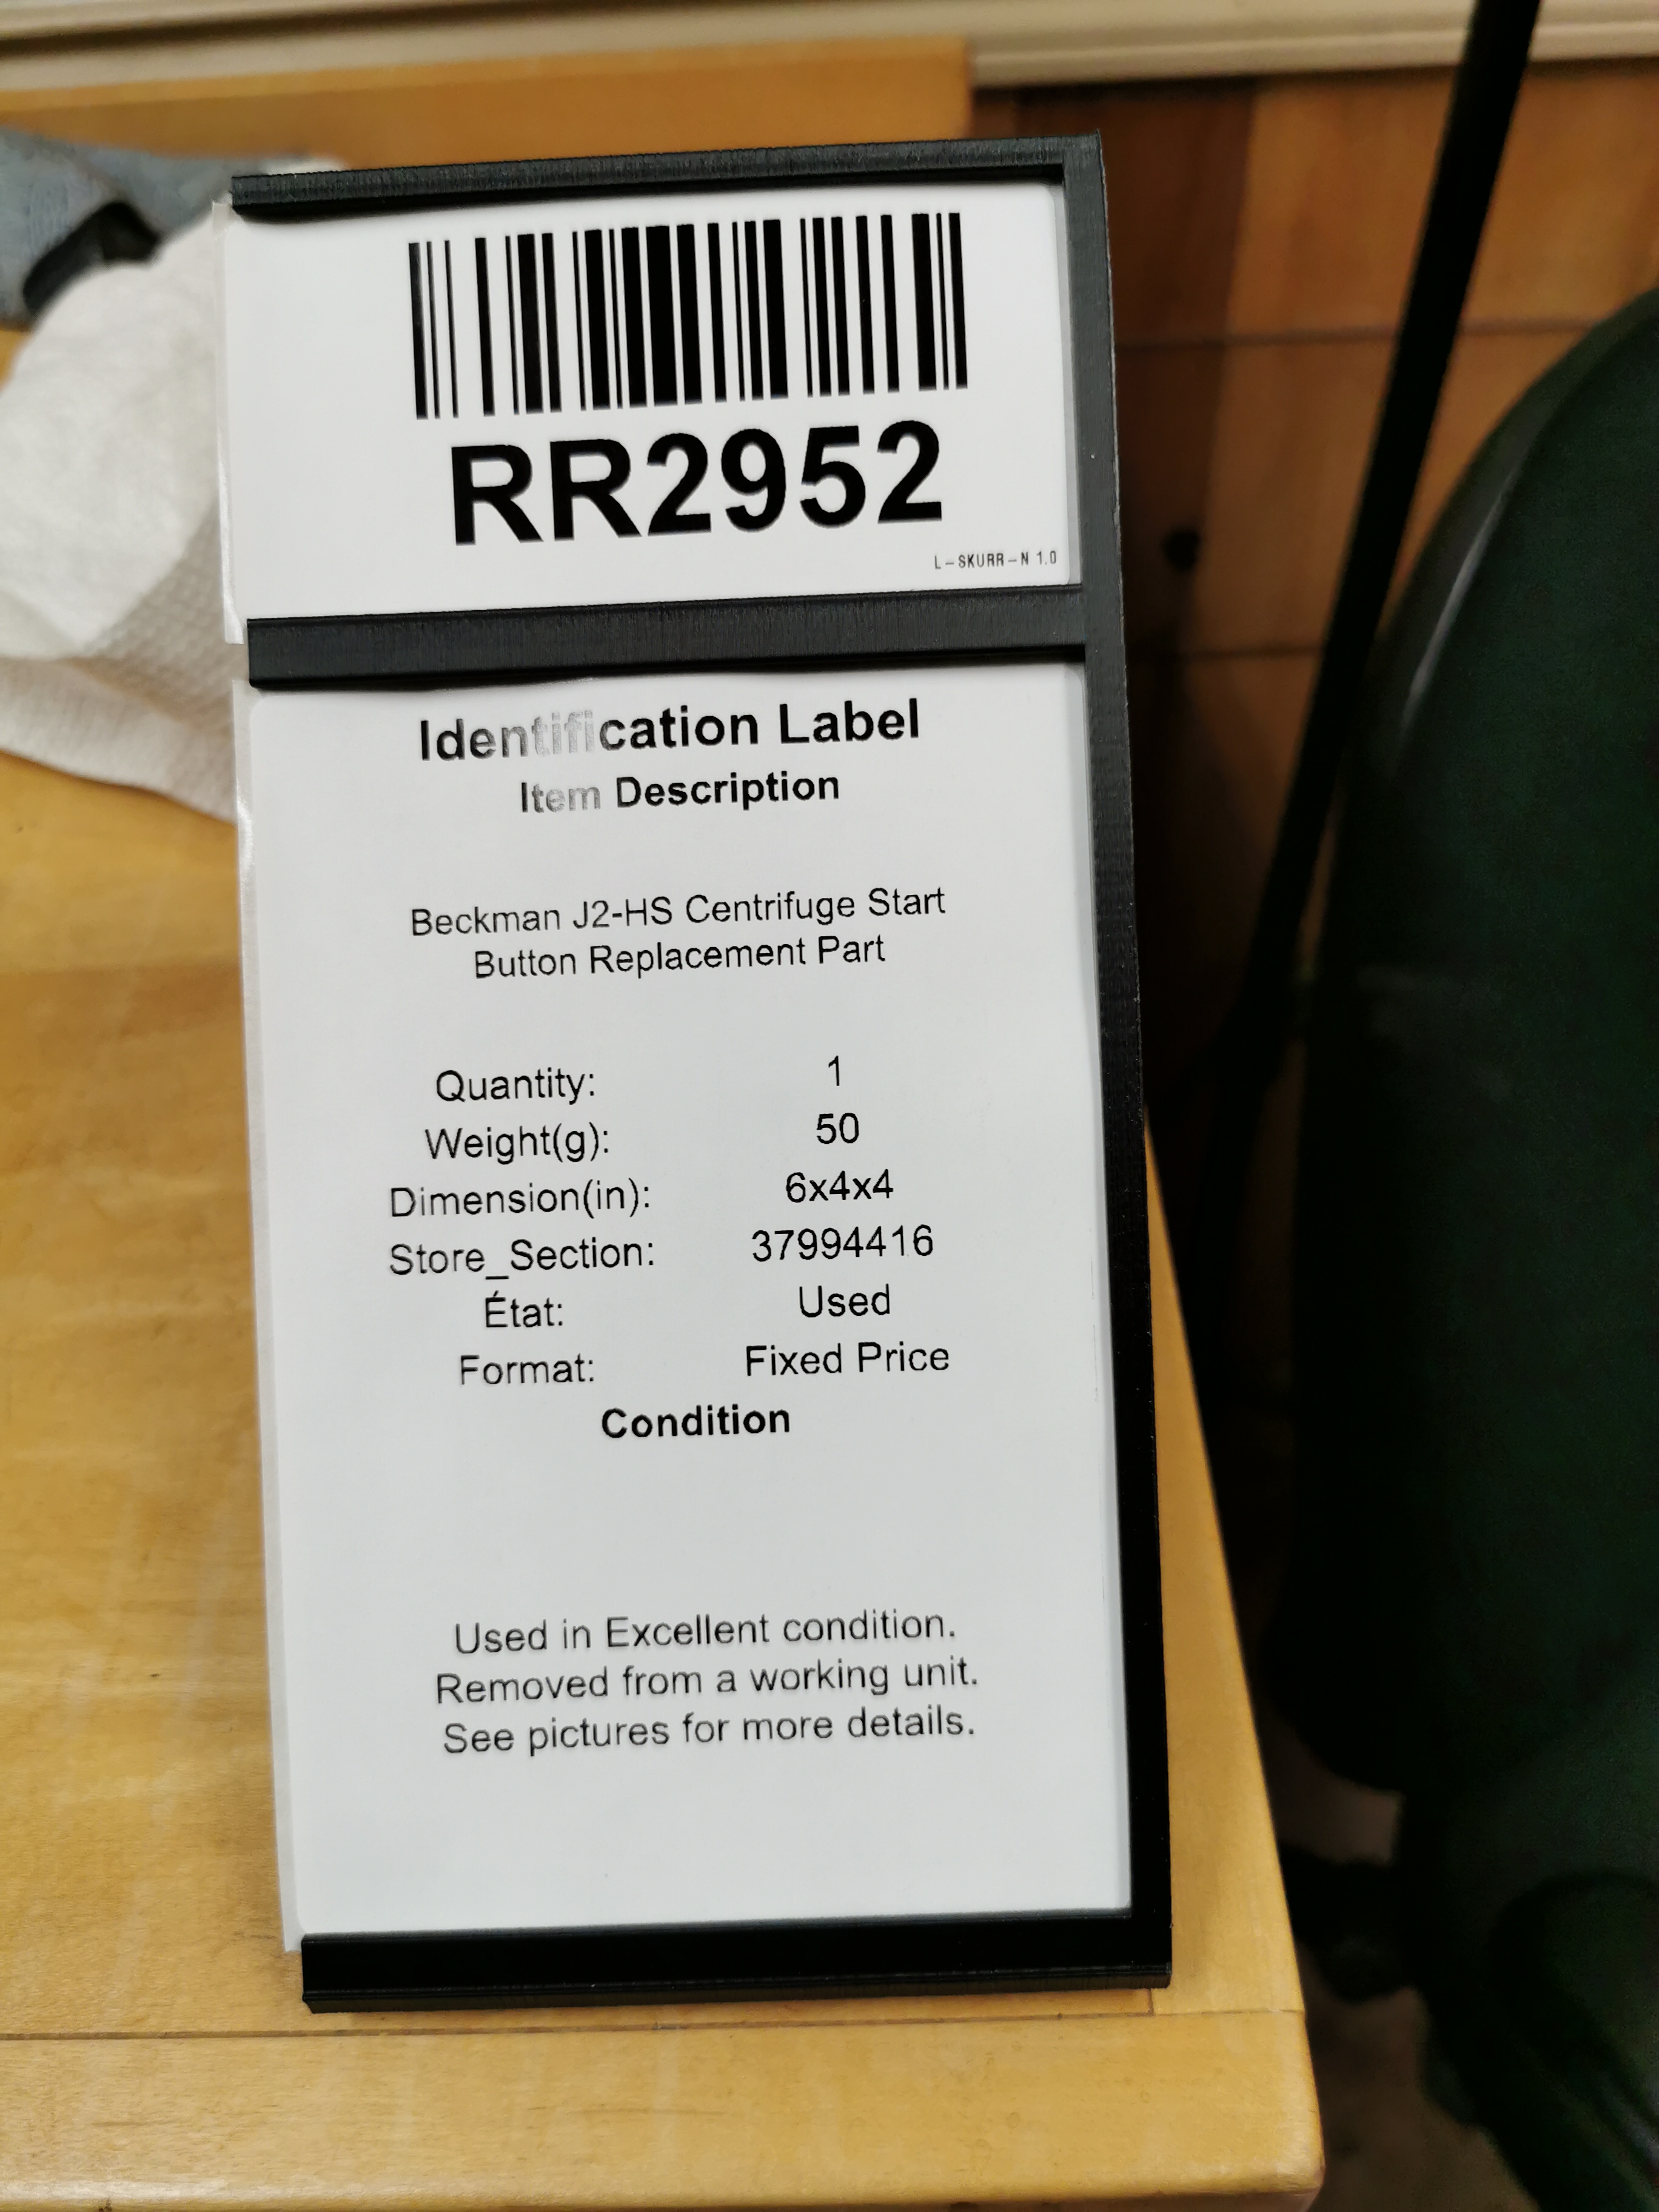 RR2952
L-SKURR-N 1.0
Identification Label
Item Description
Beckman J2-HS Centrifuge Start
Button Replacement Part
Quantity: 1
Weight(g): 50
Dimension(in): 6x4x4
Store_Section: 37994416
État: Used
Format: Fixed Price
Condition
Used in Excellent condition.
Removed from a working unit.
See pictures for more details.